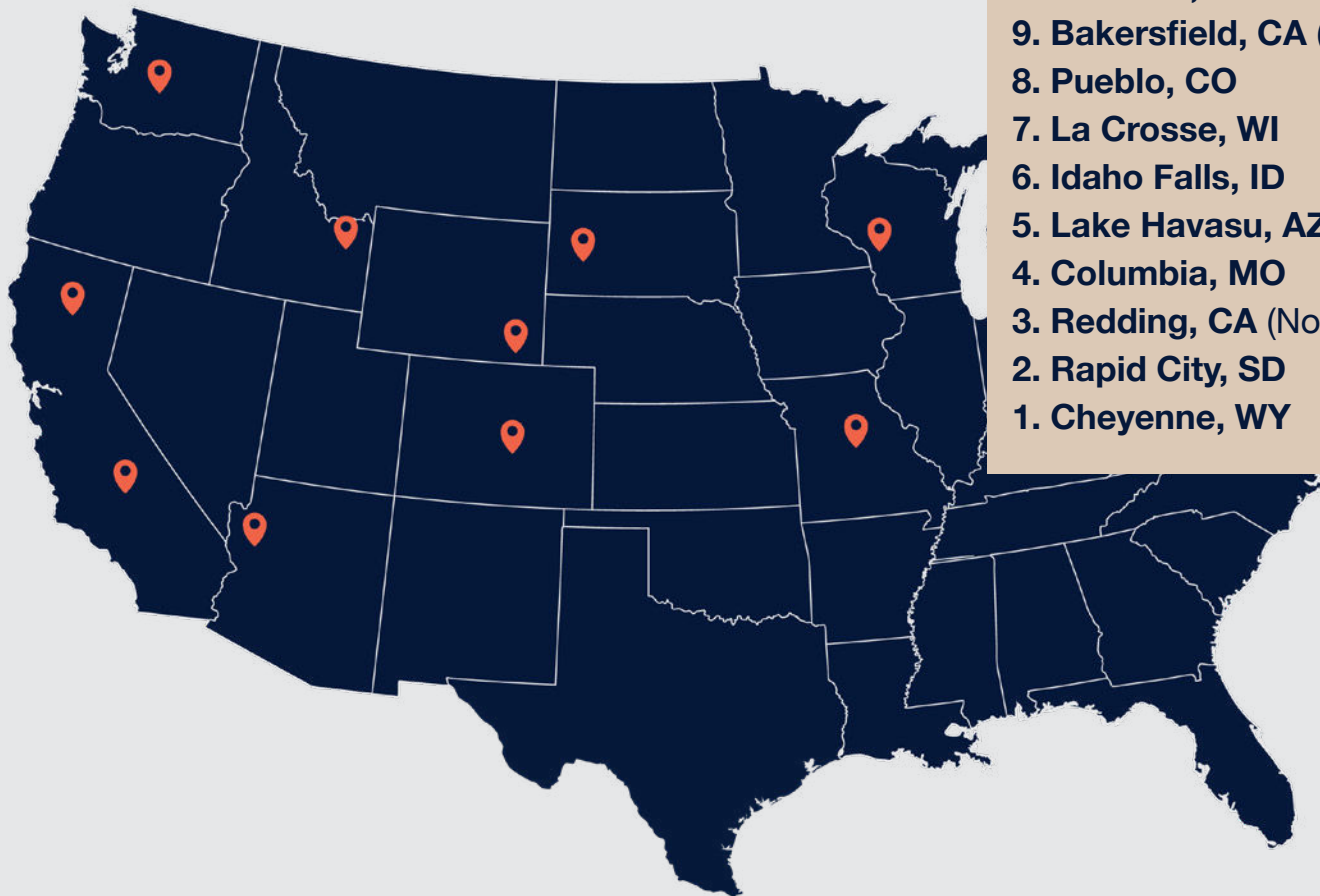 9. Bakersfield, CA (
8. Pueblo, CO
7. La Crosse, WI
6. Idaho Falls, ID
5. Lake Havasu, AZ
4. Columbia, MO
3. Redding, CA (No
2. Rapid City, SD
1. Cheyenne, WY